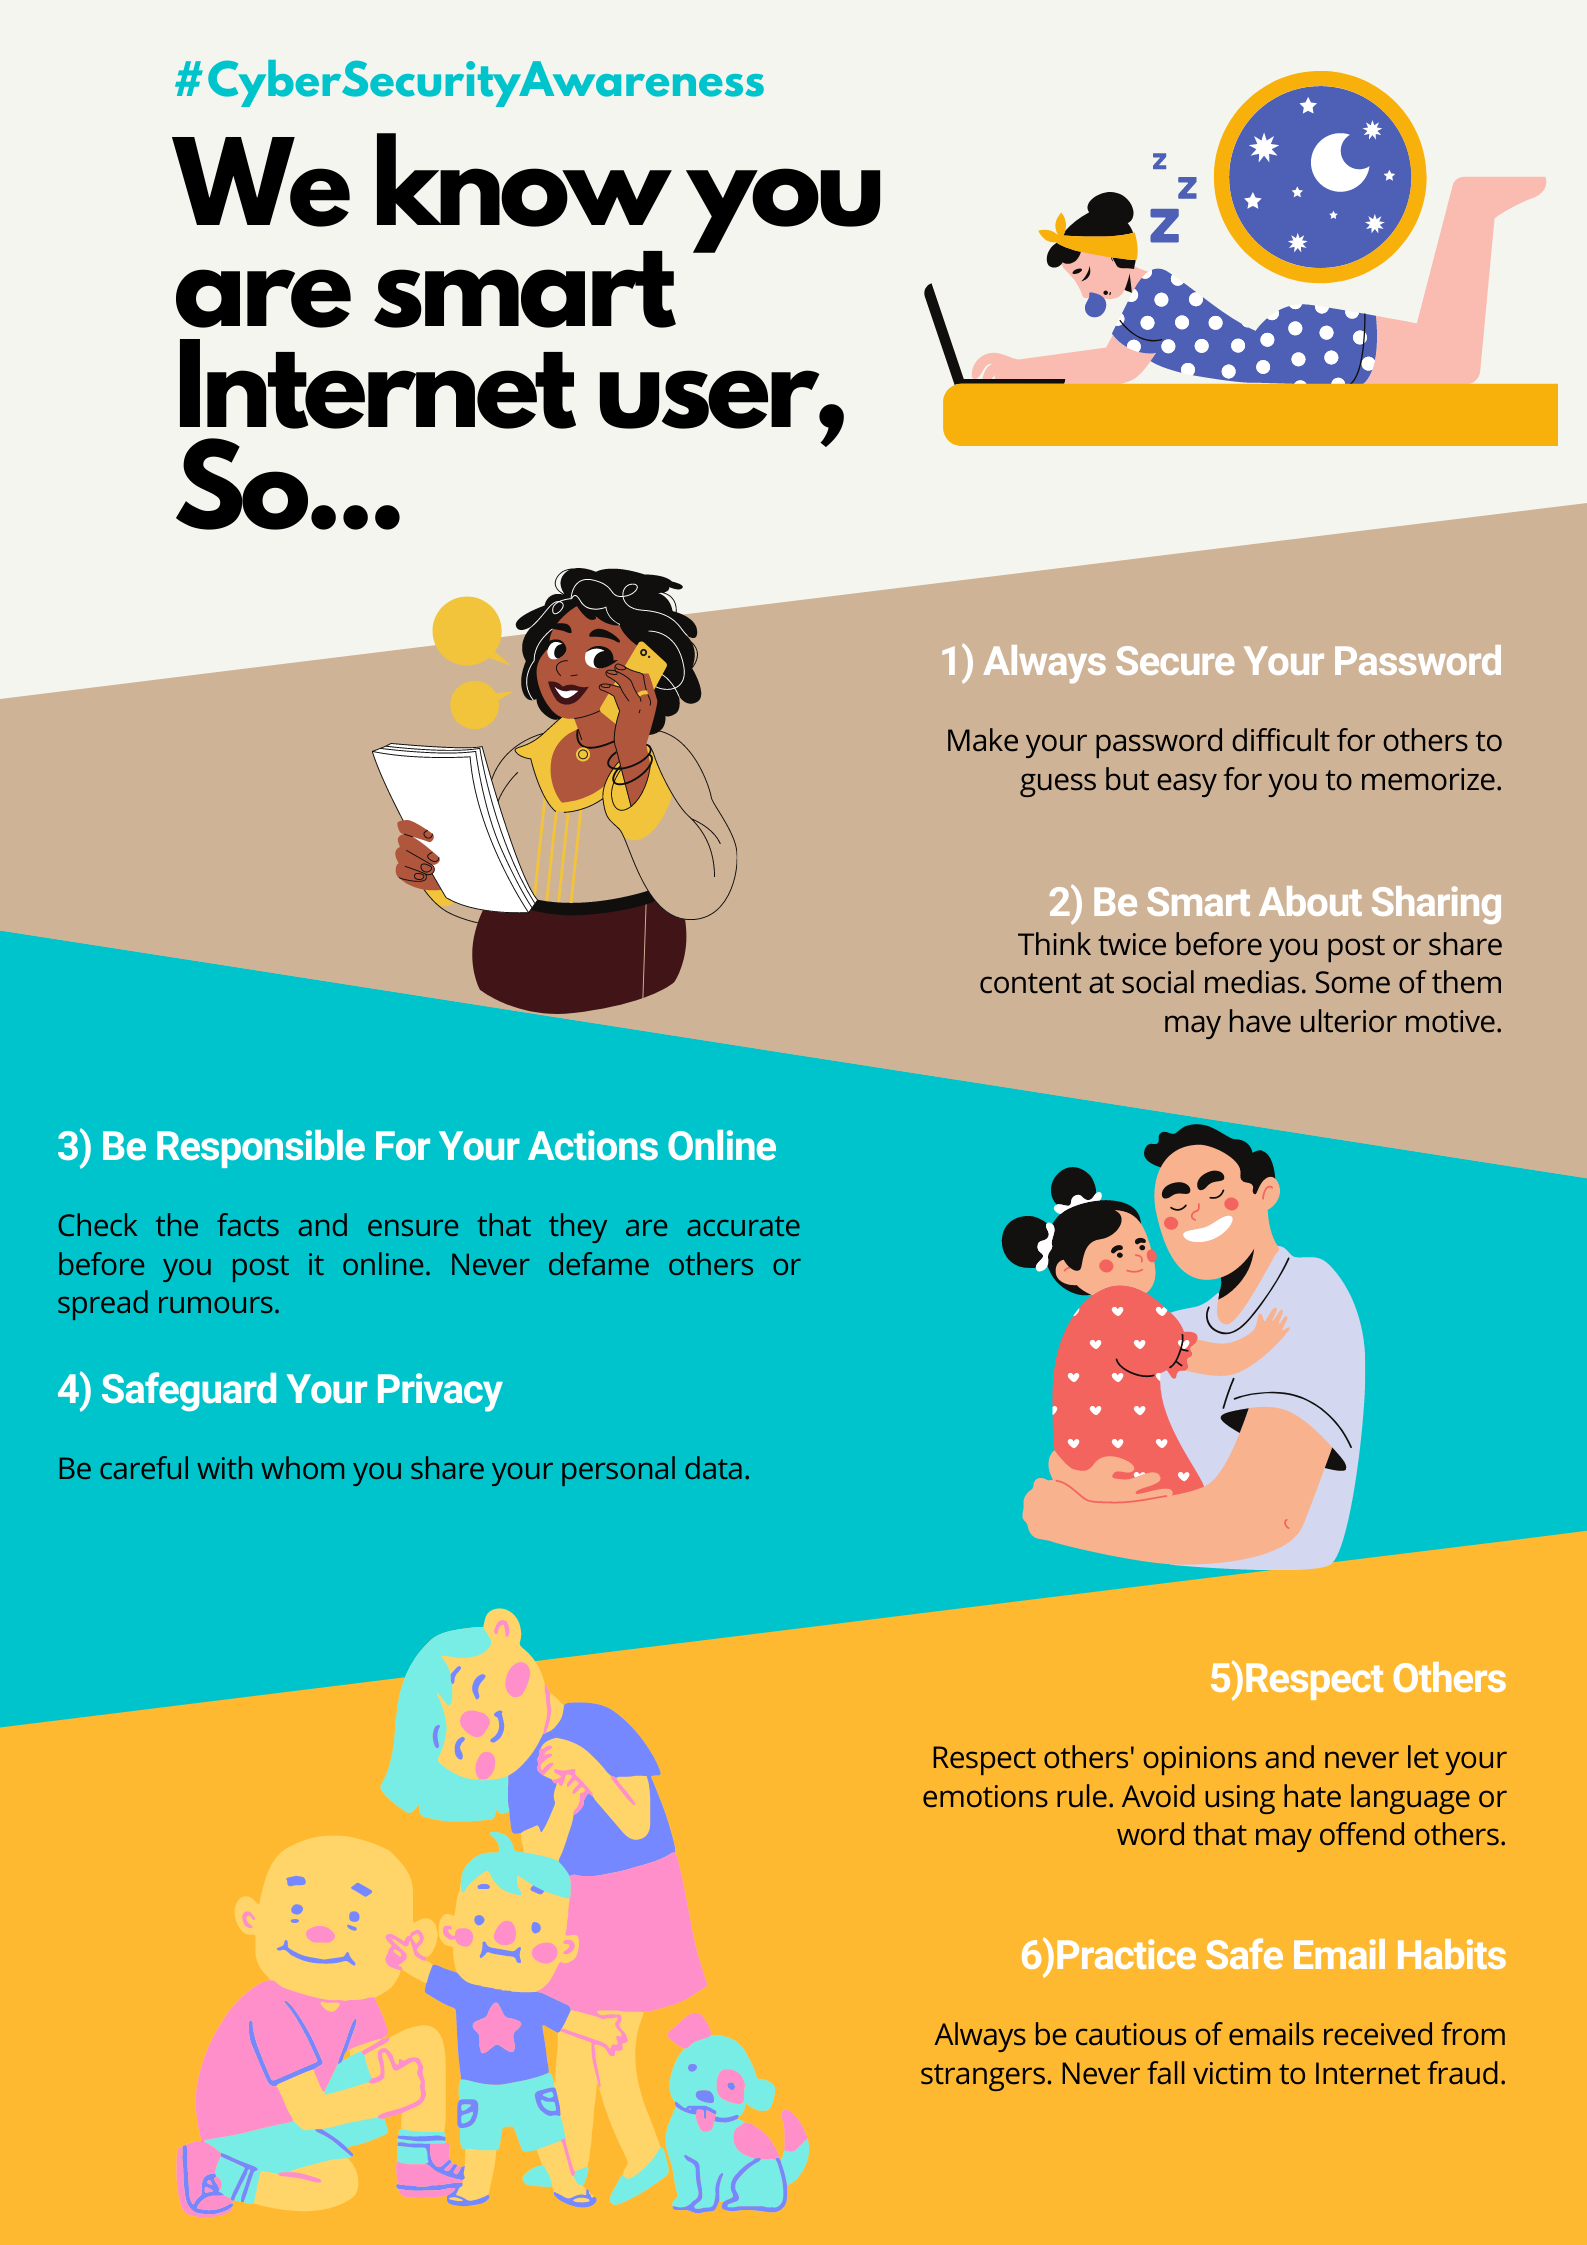 #CyberSecurityAwareness
We know you
are smart
Internet user,
So...
z
z
z
1) Always Secure Your Password
Make your password difficult for others to
guess but easy for you to memorize.
2) Be Smart About Sharing
Think twice before you post or share
content at social medias. Some of them
may have ulterior motive.
3) Be Responsible For Your Actions Online
Check the facts and ensure that they are accurate
before you post it online. Never defame others or
spread rumours.
4) Safeguard Your Privacy
Be careful with whom you share your personal data.
5)Respect Others
Respect others' opinions and never let your
emotions rule. Avoid using hate language or
word that may offend others.
6)Practice Safe Email Habits
Always be cautious of emails received from
strangers. Never fall victim to Internet fraud.